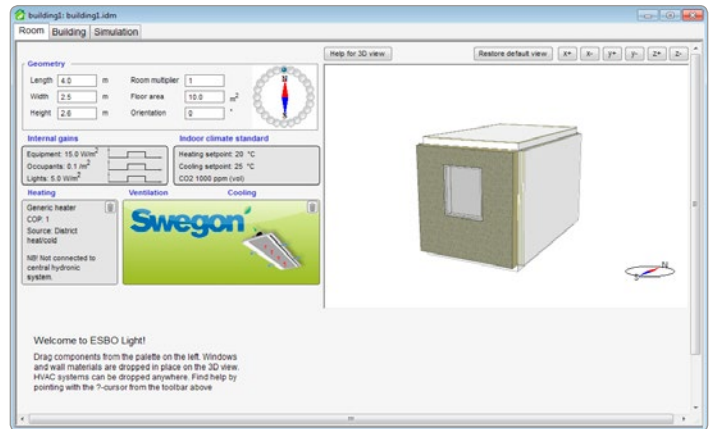 building1: building1.idm
Room Building Simulation
Help for 3D view Restore default view X+ X- y+ y- Z+ Z-
Geometry
Length 4.0 m Room multiplier 1
Width 2.5 m Floor area 10.0 m2
Height 2.6 m Orientation 0 °
N
S
Internal gains Indoor climate standard
Equipment: 15.0 W/m2 Heating setpoint: 20 °C
Occupants: 0.1 /m2 Cooling setpoint: 25 °C
Lights: 5.0 W/m2 CO2 1000 ppm (vol)
Heating Ventilation Cooling
Generic heater
COP: 1
Source: District
heat/cold
NB! Not connected to
central hydronic
system.
Swegon
N
S
Welcome to ESBO Light!
Drag components from the palette on the left. Windows
and wall materials are dropped in place on the 3D view.
HVAC systems can be dropped anywhere. Find help by
pointing with the ?-cursor from the toolbar above